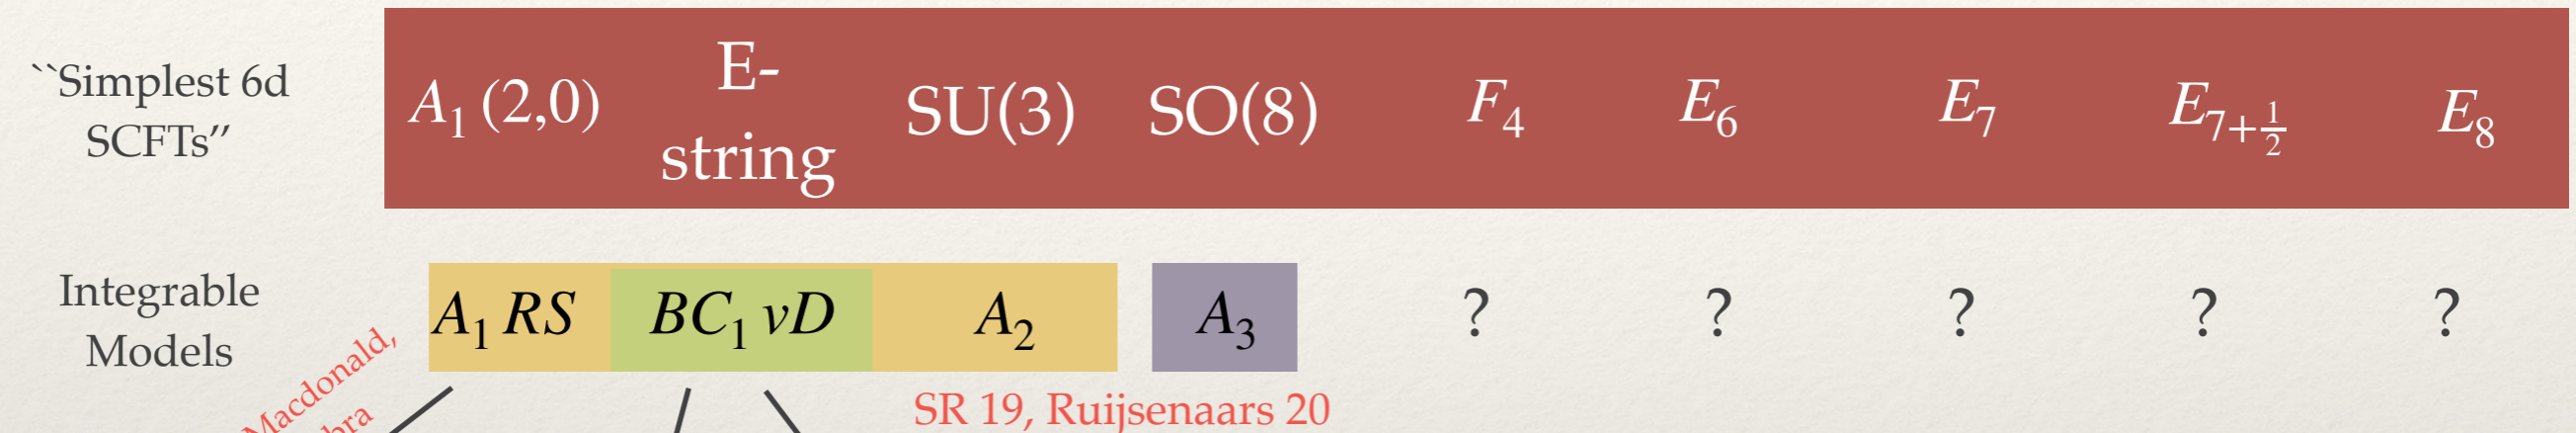 ``Simplest 6d SCFTs’’ A₁ (2,0) E-string SU(3) SO(8) F₄ E₆ E₇ E₇₊½ E₈
Integrable Models A₁ RS BC₁ vD A₂ A₃ ? ? ? ? ?
Macdonald,
SR 19, Ruijsenaars 20